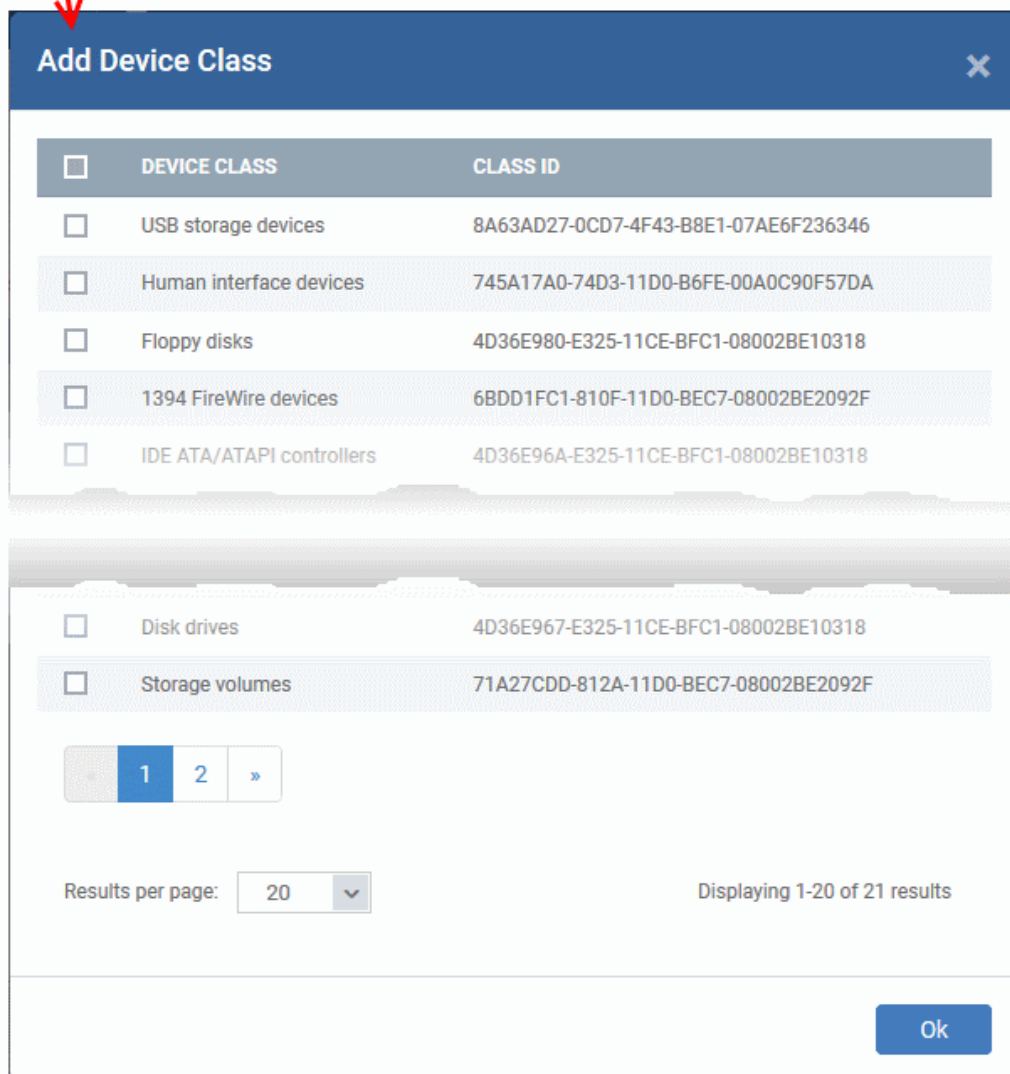 Add Device Class
DEVICE CLASS CLASS ID
USB storage devices 8A63AD27-0CD7-4F43-B8E1-07AE6F236346
Human interface devices 745A17A0-74D3-11D0-B6FE-00A0C90F57DA
Floppy disks 4D36E980-E325-11CE-BFC1-08002BE10318
1394 FireWire devices 6BDD1FC1-810F-11D0-BEC7-08002BE2092F
IDE ATA/ATAPI controllers 4D36E96A-E325-11CE-BFC1-08002BE10318
Disk drives 4D36E967-E325-11CE-BFC1-08002BE10318
Storage volumes 71A27CDD-812A-11D0-BEC7-08002BE2092F
« 1 2 »
Results per page: 20 Displaying 1-20 of 21 results
Ok